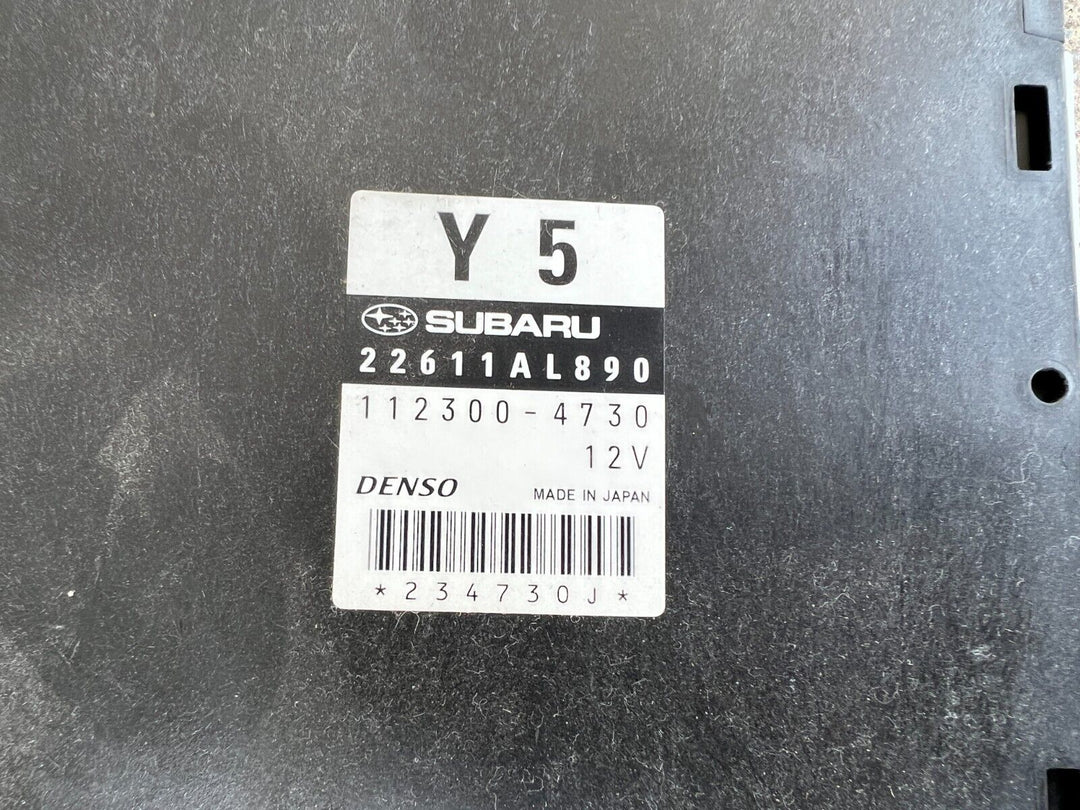 Y 5
SUBARU
22611AL890
112300-4730
12V
DENSO MADE IN JAPAN
*234730J*